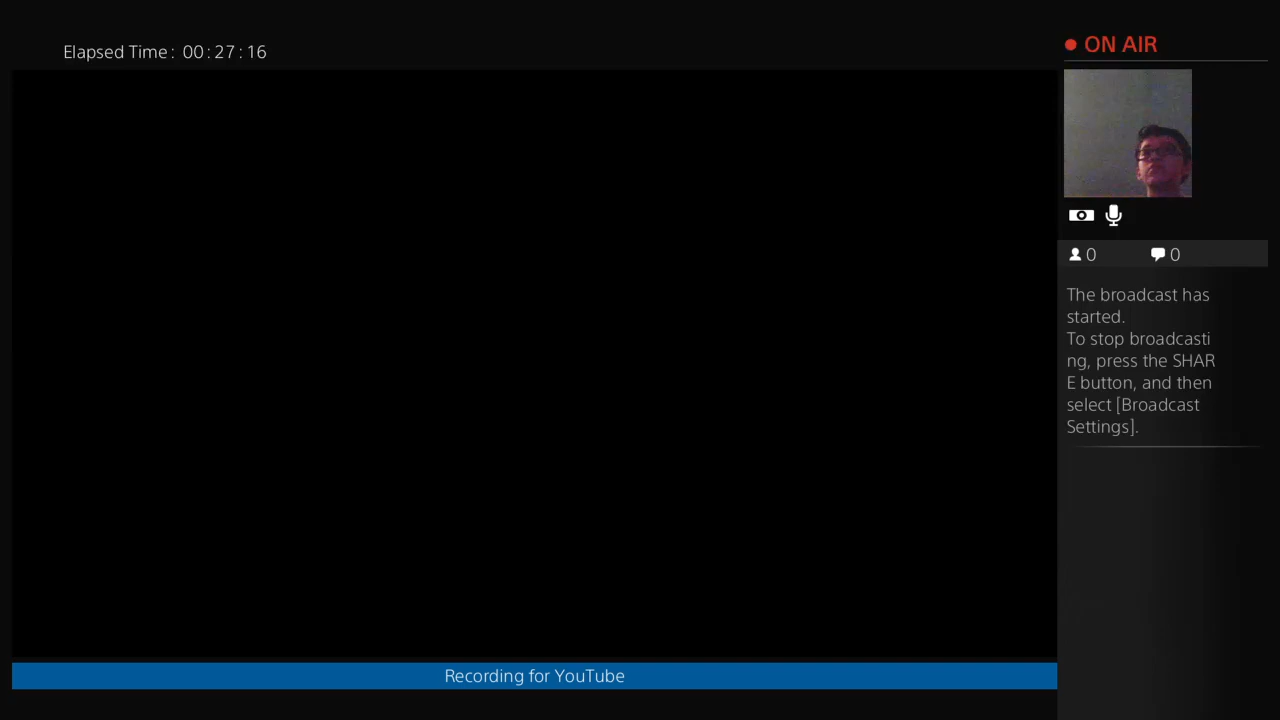 Elapsed Time: 00:27:16
ON AIR
0 0
The broadcast has
started.
To stop broadcasti
ng, press the SHAR
E button, and then
select [Broadcast
Settings].
Recording for YouTube